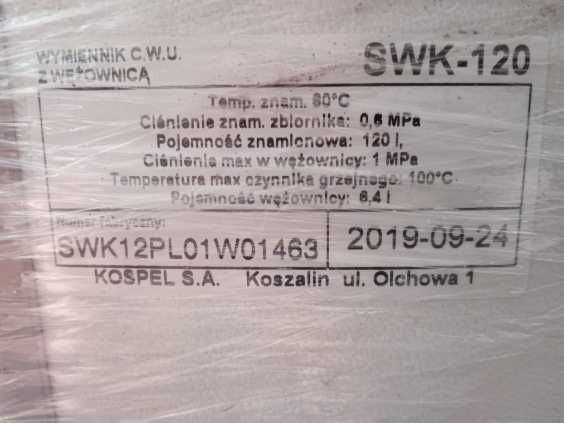 WYMIENNIK C.W.U. SWK-120
Z WĘŻOWNICĄ
Temp. znam. 80°C
Ciśnienie znam. zbiornika: 0,6 MPa
Pojemność znamionowa: 120 l,
Ciśnienie max w wężownicy: 1 MPa
Temperatura max czynnika grzejnego: 100°C
Pojemność wężownicy: 6,4 l
Numer fabryczny:
SWK12PL01W01463 2019-09-24
KOSPEL S.A. Koszalin ul. Olchowa 1